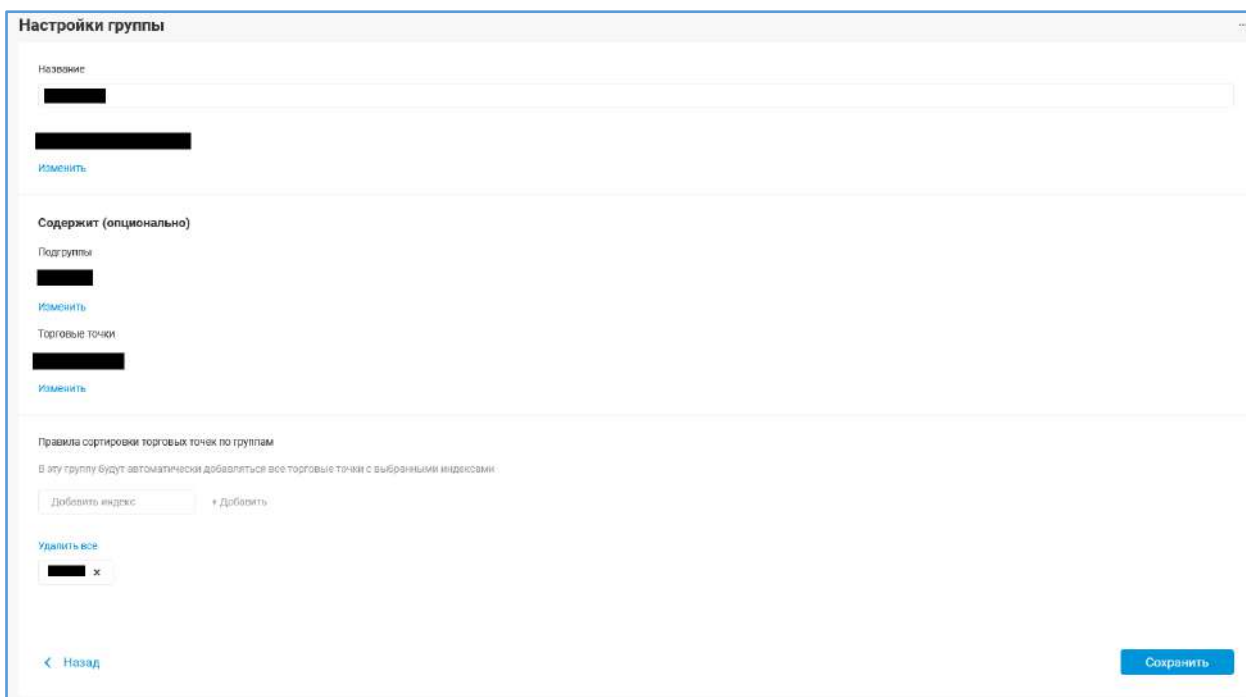 Настройки группы
Название
Изменить
Содержит (опционально)
Подгруппы
Изменить
Торговые точки
Изменить
Правила сортировки торговых точек по группам
В эту группу будут автоматически добавляться все торговые точки с выбранными индексами
Добавить индекс + Добавить
Удалить все
×
< Назад Сохранить